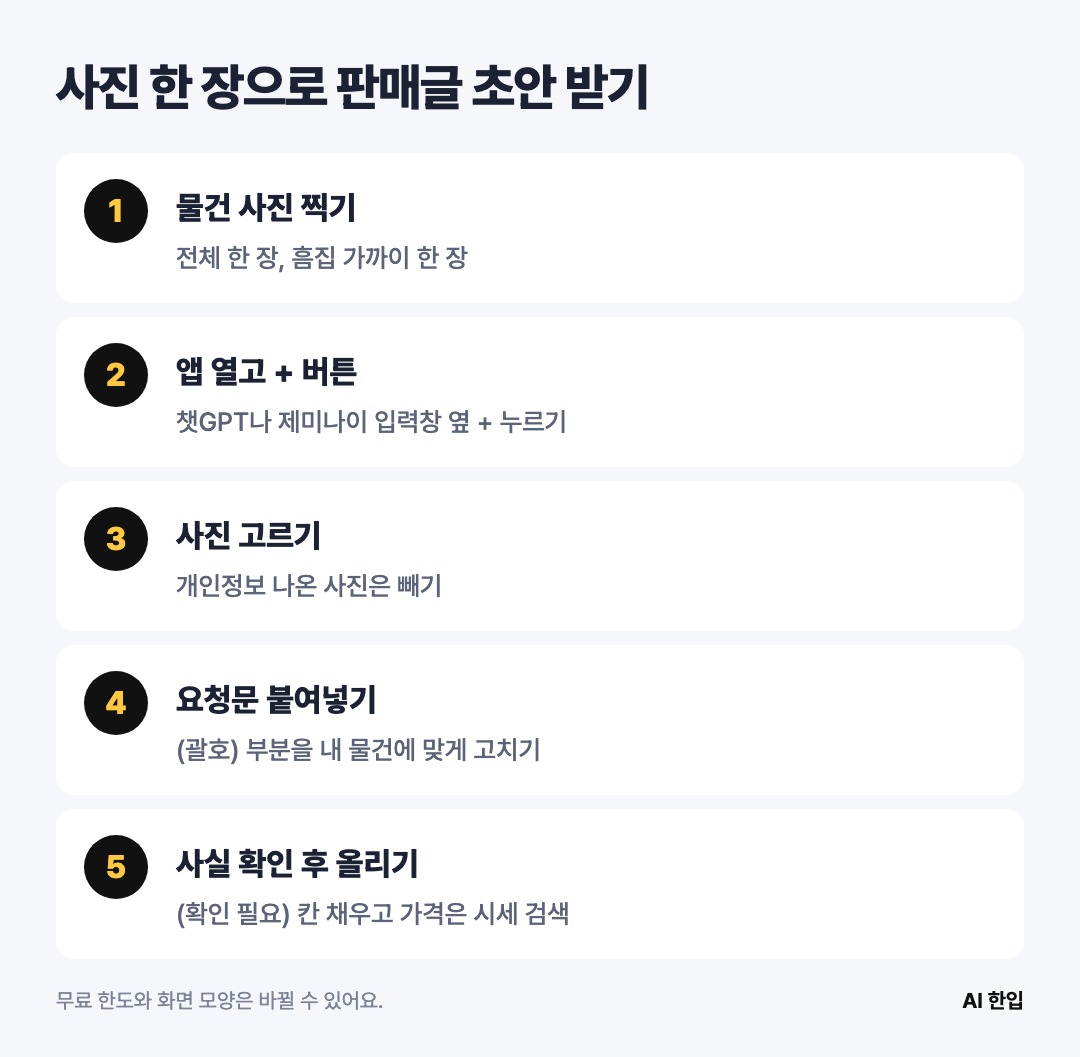 사진 한 장으로 판매글 초안 받기
1
물건 사진 찍기
전체 한 장, 흠집 가까이 한 장
2
앱 열고 + 버튼
챗GPT나 제미나이 입력창 옆 + 누르기
3
사진 고르기
개인정보 나온 사진은 빼기
4
요청문 붙여넣기
(괄호) 부분을 내 물건에 맞게 고치기
5
사실 확인 후 올리기
(확인 필요) 칸 채우고 가격은 시세 검색
무료 한도와 화면 모양은 바뀔 수 있어요.
AI 한입